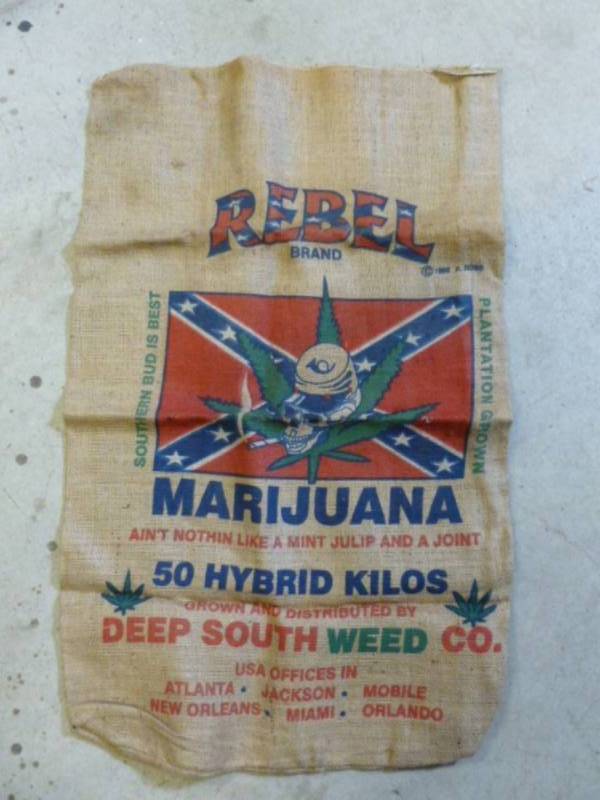 REBEL
BRAND
SOUTHERN BUD IS BEST
PLANTATION GROWN
MARIJUANA
AIN'T NOTHIN LIKE A MINT JULIP AND A JOINT
50 HYBRID KILOS
GROWN AND DISTRIBUTED BY
DEEP SOUTH WEED CO.
USA OFFICES IN
ATLANTA • JACKSON • MOBILE
NEW ORLEANS • MIAMI • ORLANDO